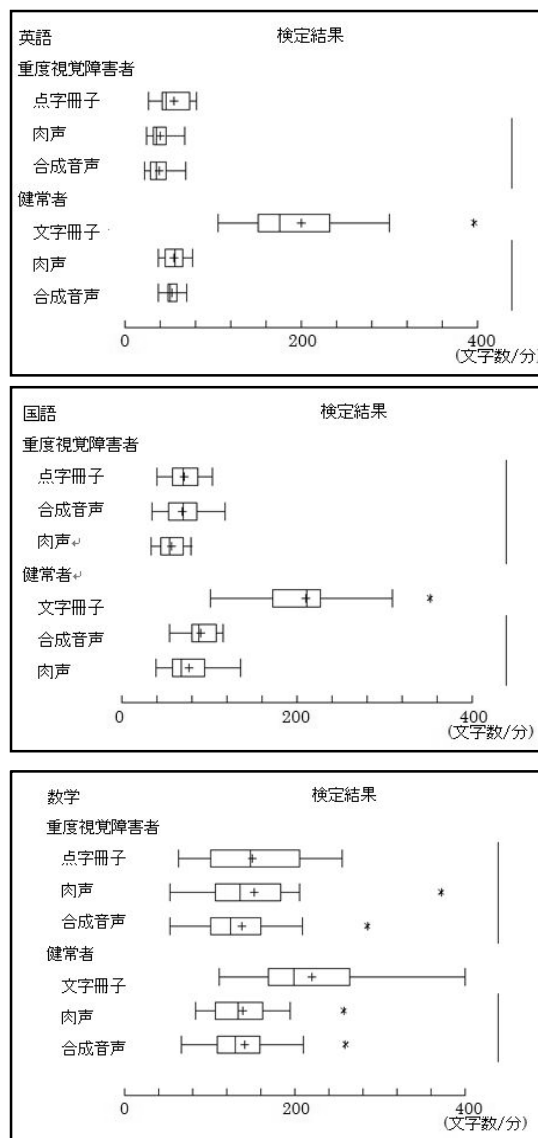 英語 検定結果
重度視覚障害者
点字冊子
肉声
合成音声
健常者
文字冊子
肉声
合成音声
0 200 400
(文字数/分)
国語 検定結果
重度視覚障害者
点字冊子
合成音声
肉声↵
健常者↵
文字冊子
合成音声
肉声
0 200 400
(文字数/分)
数学 検定結果
重度視覚障害者
点字冊子
肉声
合成音声
健常者
文字冊子
肉声
合成音声
0 200 400
(文字数/分)